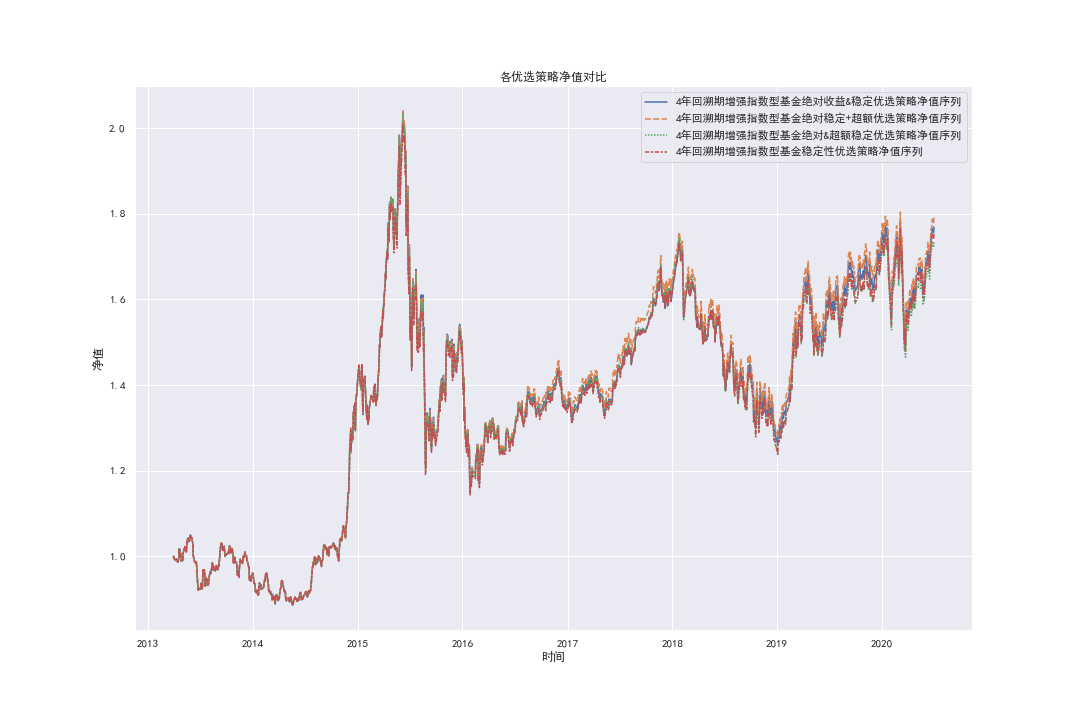 各优选策略净值对比
4年回溯期增强指数型基金绝对收益&稳定优选策略净值序列
4年回溯期增强指数型基金绝对稳定+超额优选策略净值序列
4年回溯期增强指数型基金绝对&超额稳定优选策略净值序列
4年回溯期增强指数型基金稳定性优选策略净值序列
净值
2.0
1.8
1.6
1.4
1.2
1.0
2013
2014
2015
2016
2017
2018
2019
2020
时间